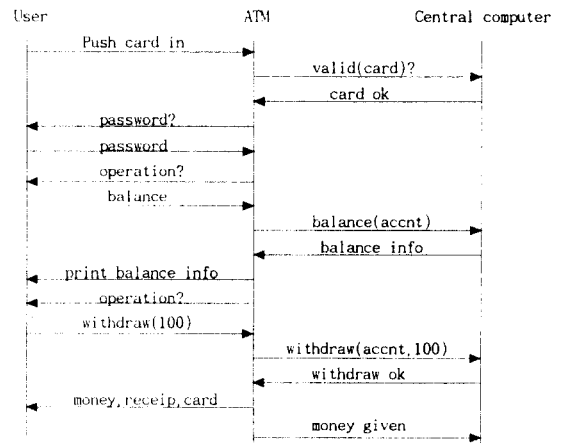 User ATM Central computer
Push card in
valid(card)?
card ok
password?
password
operation?
balance
balance(accnt)
balance info
print balance info
operation?
withdraw(100)
withdraw(accnt,100)
withdraw ok
money,receip,card
money given